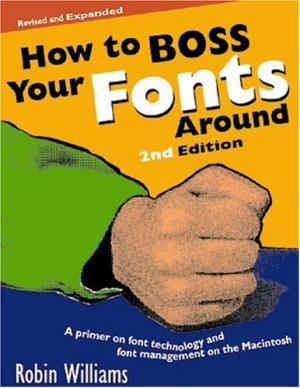 Revised and Expanded
How to BOSS
Your Fonts
Around
2nd Edition
A primer on font technology and
font management on the Macintosh
Robin Williams